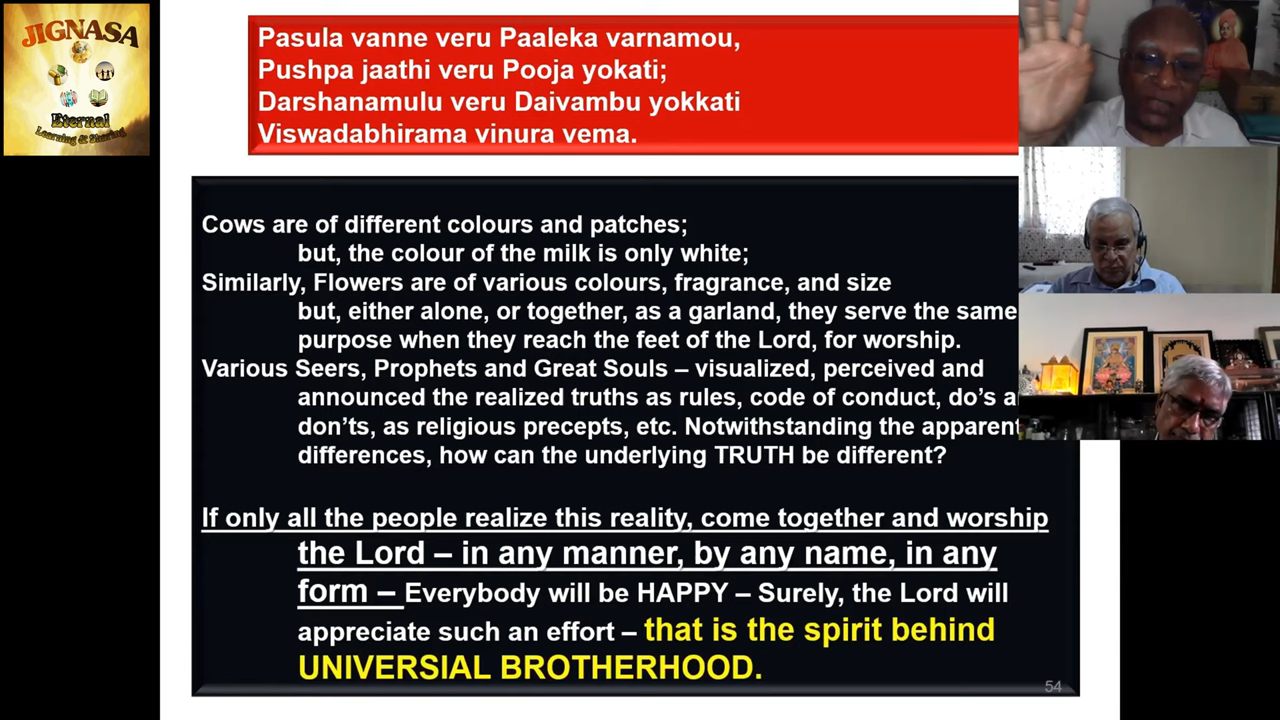 JIGNASA
Eternal
Learning & Sharing
Pasula vanne veru Paaleka varnamou,
Pushpa jaathi veru Pooja yokati;
Darshanamulu veru Daivambu yokkati
Viswadabhirama vinura vema.
Cows are of different colours and patches;
but, the colour of the milk is only white;
Similarly, Flowers are of various colours, fragrance, and size
but, either alone, or together, as a garland, they serve the same
purpose when they reach the feet of the Lord, for worship.
Various Seers, Prophets and Great Souls – visualized, perceived and
announced the realized truths as rules, code of conduct, do's a
don'ts, as religious precepts, etc. Notwithstanding the apparent
differences, how can the underlying TRUTH be different?
If only all the people realize this reality, come together and worship
the Lord – in any manner, by any name, in any
form – Everybody will be HAPPY – Surely, the Lord will
appreciate such an effort – that is the spirit behind
UNIVERSIAL BROTHERHOOD.
54